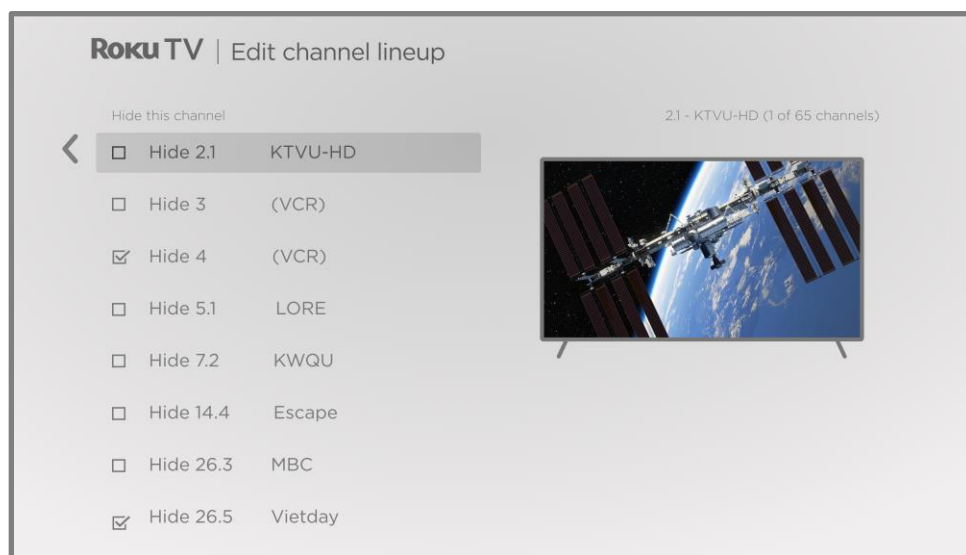 Roku TV | Edit channel lineup
Hide this channel
2.1 - KTVU-HD (1 of 65 channels)
Hide 2.1 KTVU-HD
Hide 3 (VCR)
Hide 4 (VCR)
Hide 5.1 LORE
Hide 7.2 KWQU
Hide 14.4 Escape
Hide 26.3 MBC
Hide 26.5 Vietday